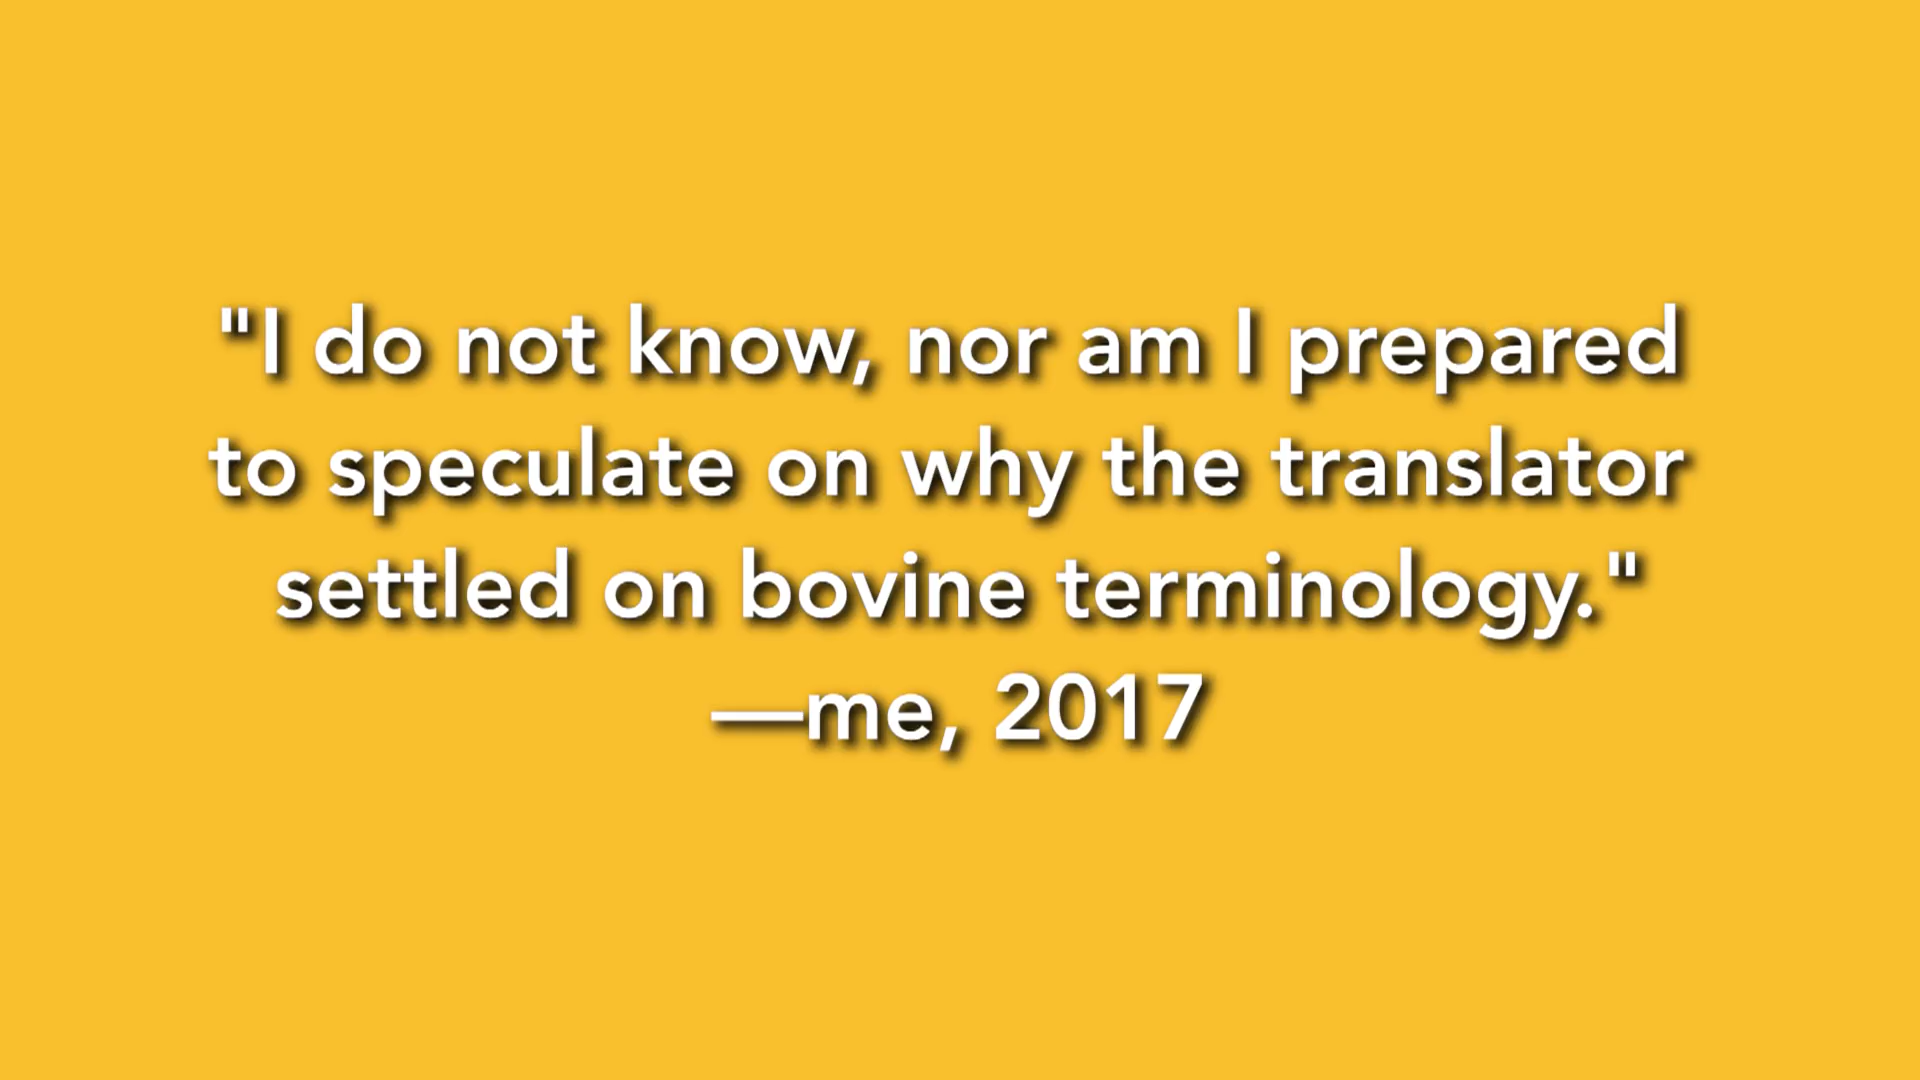 "I do not know, nor am I prepared
to speculate on why the translator
settled on bovine terminology."
—me, 2017